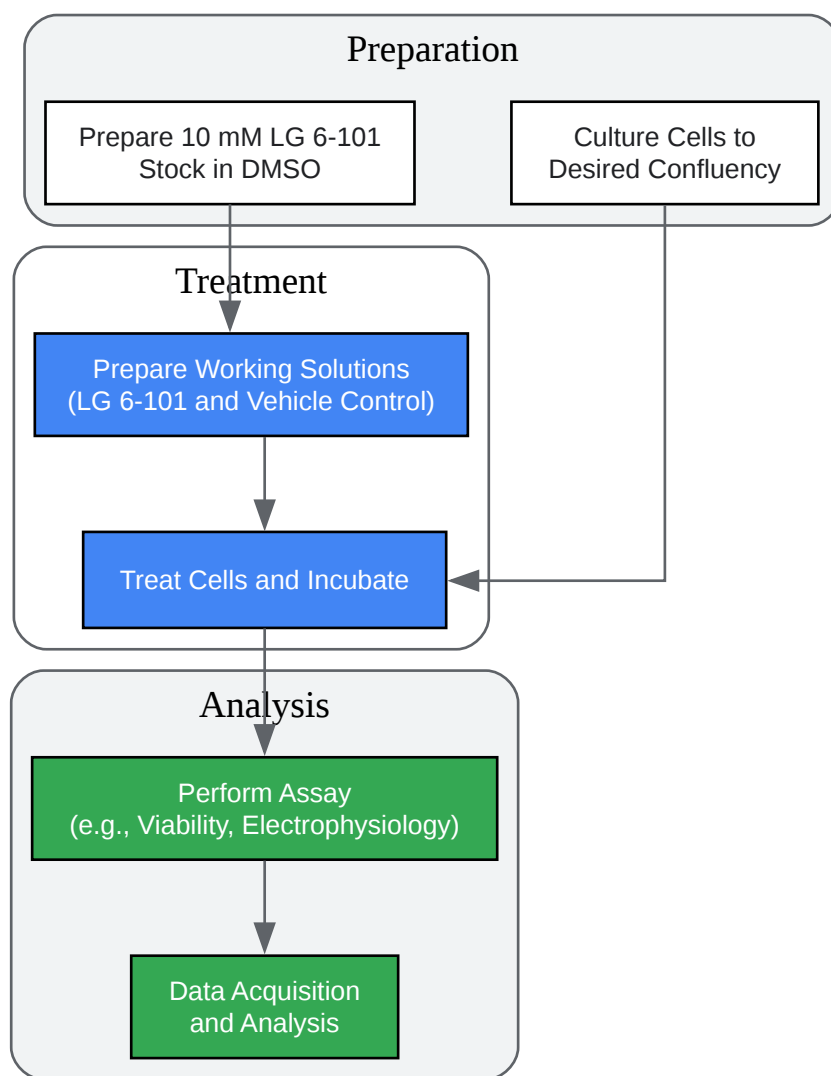 Preparation
Prepare 10 mM LG 6-101
Stock in DMSO
Culture Cells to
Desired Confluency
Treatment
Prepare Working Solutions
(LG 6-101 and Vehicle Control)
Treat Cells and Incubate
Analysis
Perform Assay
(e.g., Viability, Electrophysiology)
Data Acquisition
and Analysis